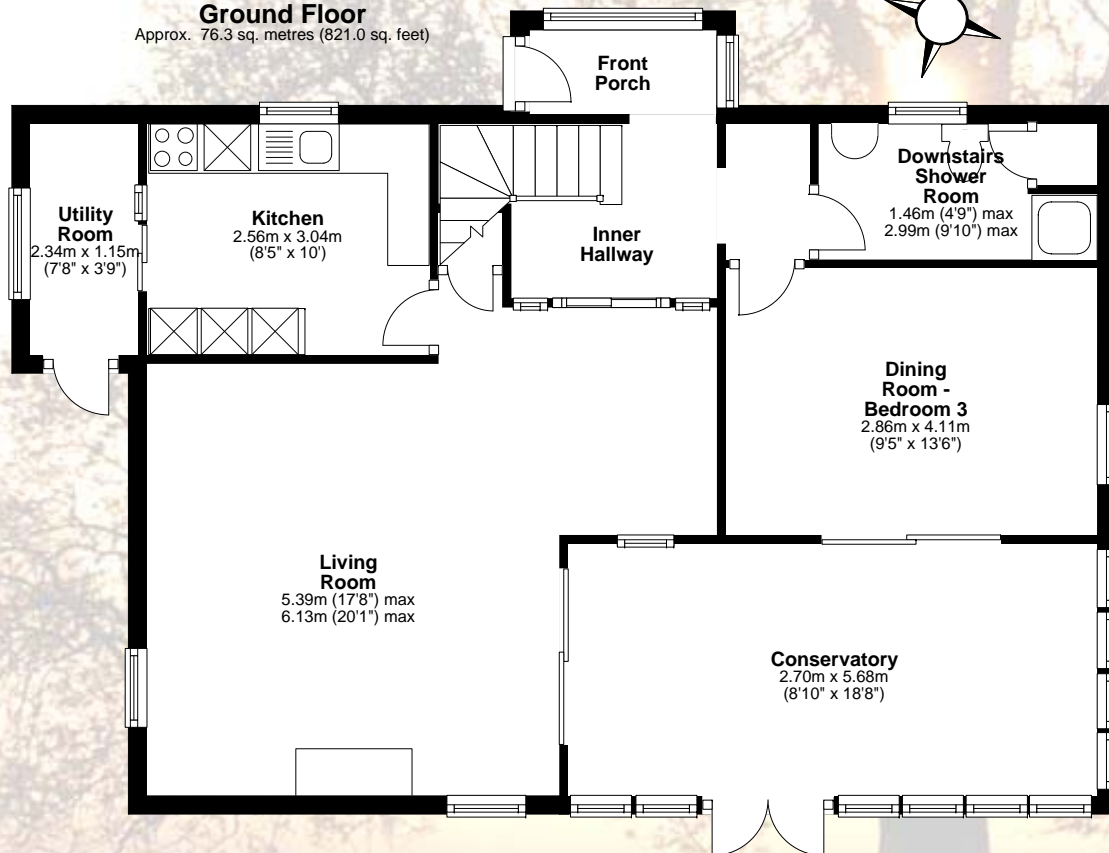 Ground Floor
Approx. 76.3 sq. metres (821.0 sq. feet)
Front
Porch
Downstairs
Shower
Room
1.46m (4'9") max
2.99m (9'10") max
Utility
Room
2.34m x 1.15m
(7'8" x 3'9")
Kitchen
2.56m x 3.04m
(8'5" x 10')
Inner
Hallway
Dining
Room -
Bedroom 3
2.86m x 4.11m
(9'5" x 13'6")
Living
Room
5.39m (17'8") max
6.13m (20'1") max
Conservatory
2.70m x 5.68m
(8'10" x 18'8")